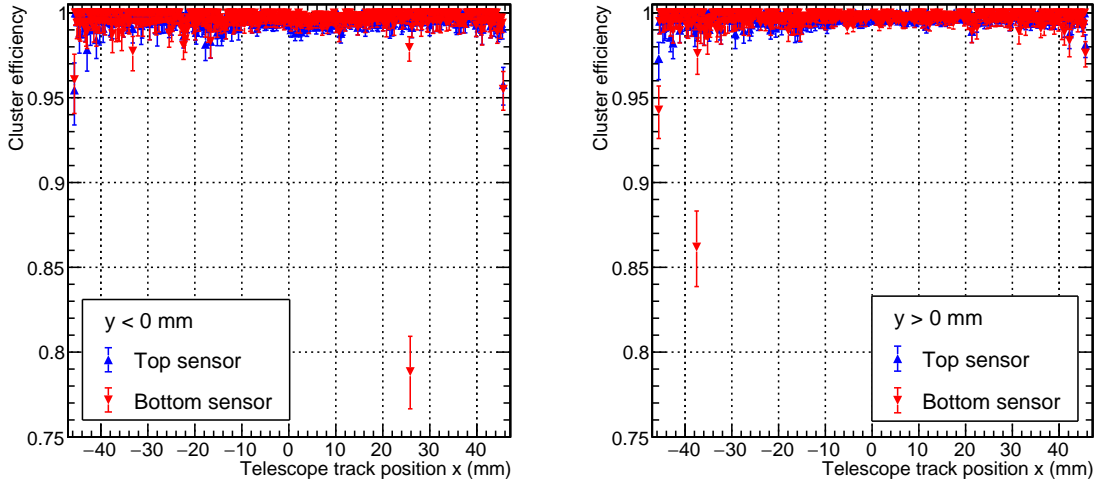 Cluster efficiency
1
0.95
0.9
0.85
0.8
0.75
y < 0 mm
Top sensor
Bottom sensor
−40 −30 −20 −10 0 10 20 30 40
Telescope track position x (mm)
Cluster efficiency
1
0.95
0.9
0.85
0.8
0.75
y > 0 mm
Top sensor
Bottom sensor
−40 −30 −20 −10 0 10 20 30 40
Telescope track position x (mm)